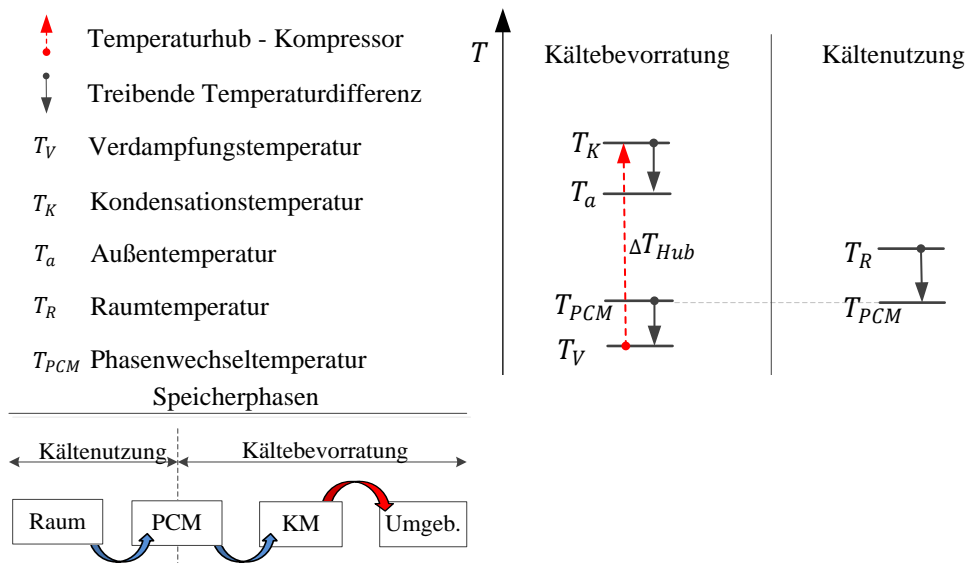 Temperaturhub - Kompressor
Treibende Temperaturdifferenz
T_V Verdampfungstemperatur
T_K Kondensationstemperatur
T_a Außentemperatur
T_R Raumtemperatur
T_PCM Phasenwechseltemperatur
T
Kältebevorratung
Kältenutzung
T_K
T_a
ΔT_Hub
T_PCM
T_V
T_R
T_PCM
Speicherphasen
Kältenutzung
Kältebevorratung
Raum
PCM
KM
Umgeb.